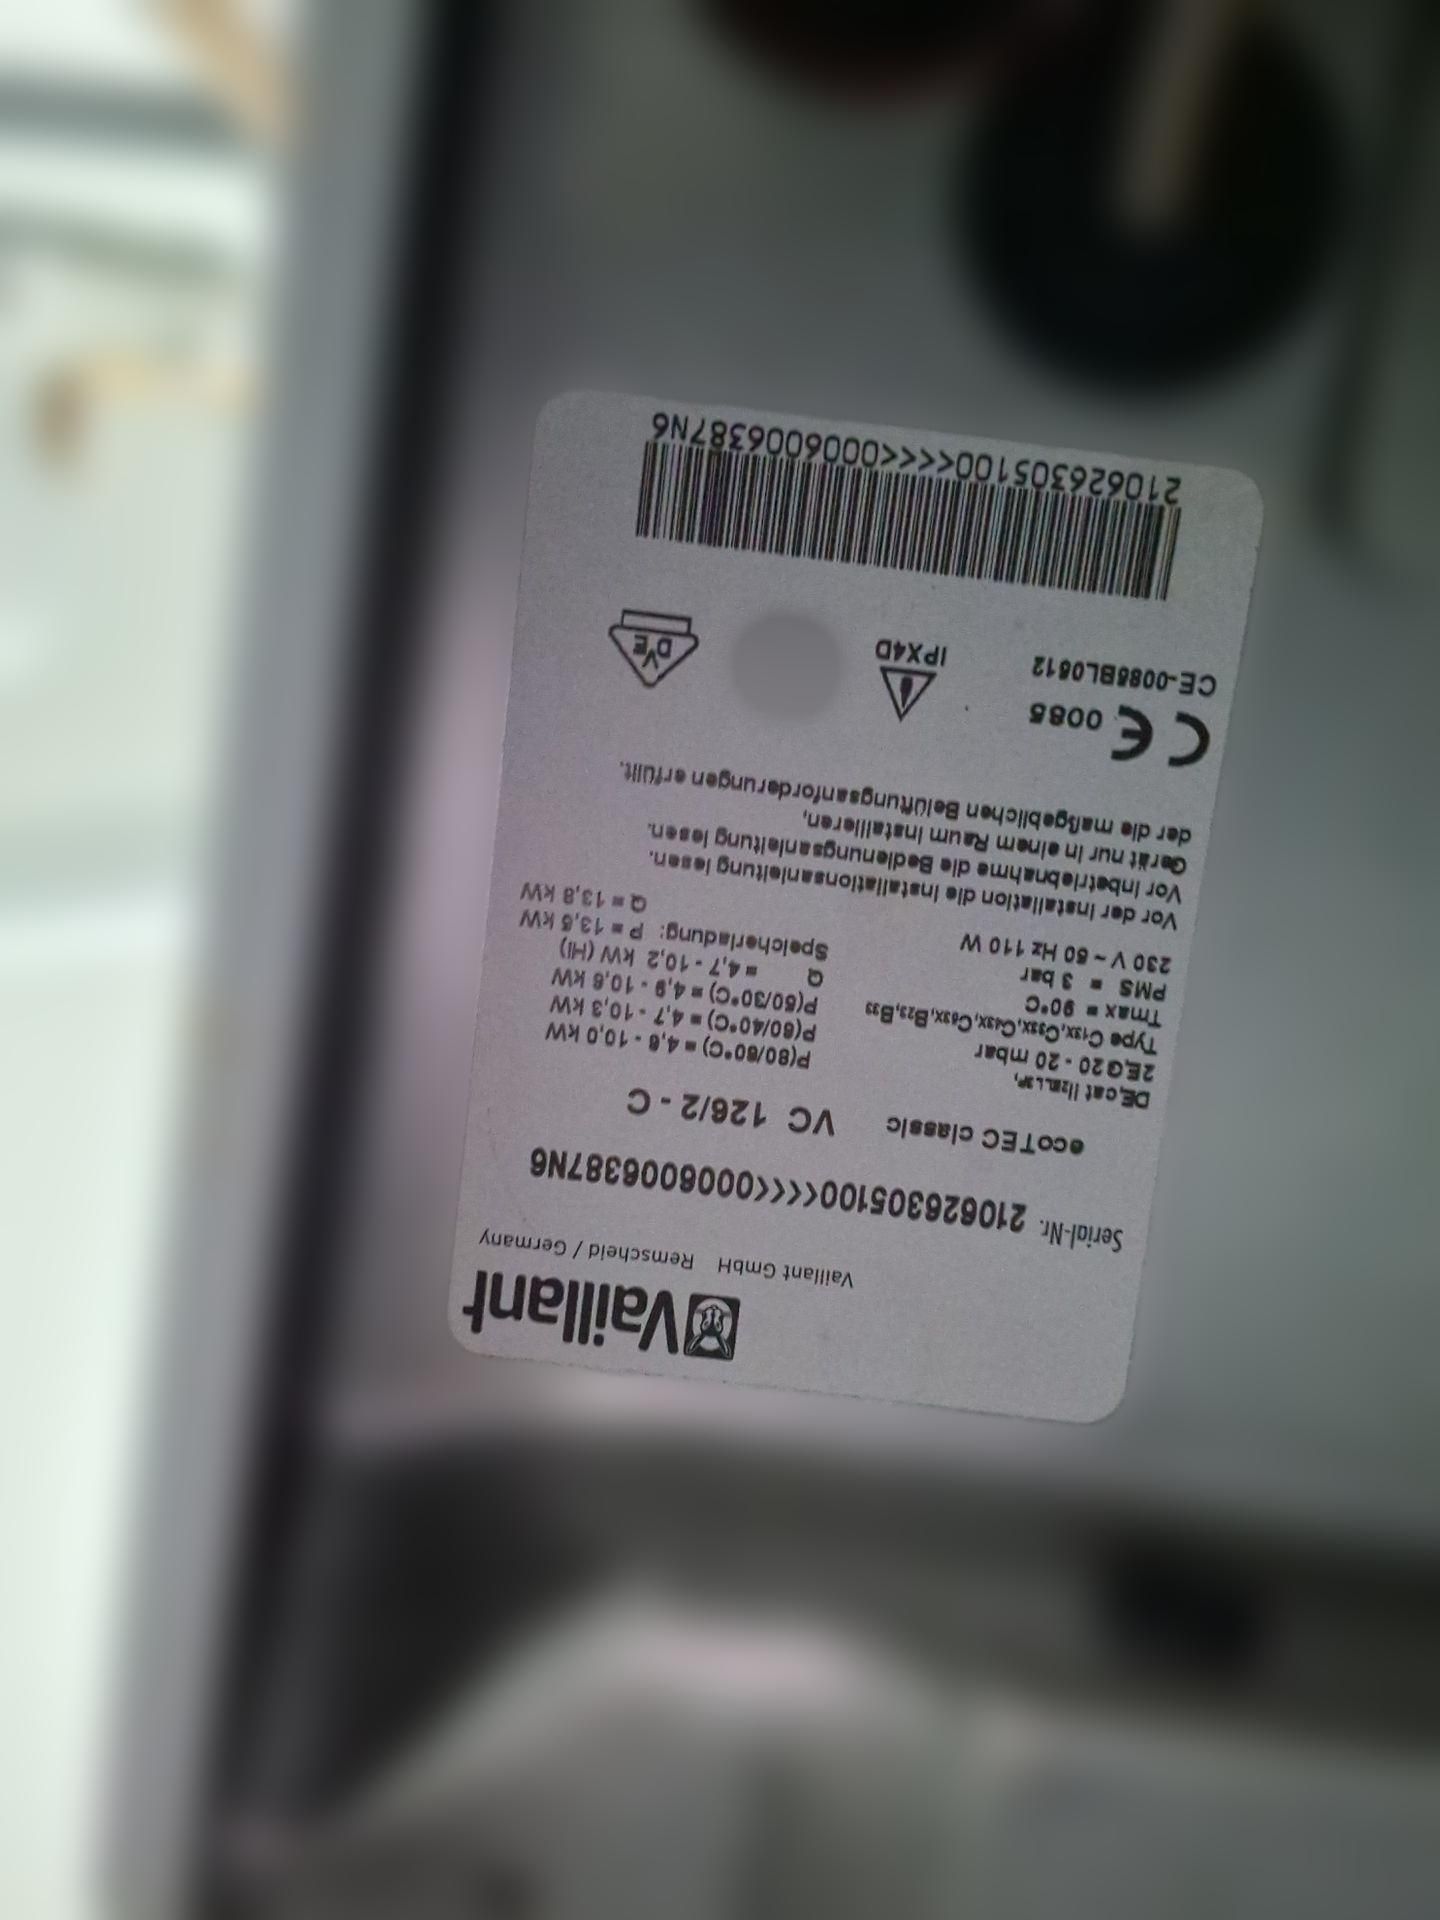 Vaillant
Vaillant GmbH Remscheid / Germany
Serial-Nr. 210626305100<<<<0006006387N6
ecoTEC classic VC 126/2 - C
DE,cat
2E,G20 - 20 mbar
Type C13X,C33X,C43X,C53X,B23,B33
Tmax = 90°C
PMS = 3 bar
230 V ~ 50 Hz 110 W
P(80/60°C) = 4,6 - 10,0 kW
P(60/40°C) = 4,7 - 10,3 kW
P(50/30°C) = 4,9 - 10,6 kW
Q = 4,7 - 10,2 kW (Hi)
Speicherladung: P = 13,5 kW
Q = 13,8 kW
Vor der Installation die Installationsanleitung lesen.
Vor Inbetriebnahme die Bedienungsanleitung lesen.
Gerät nur in einem Raum installieren,
der die maßgeblichen Belüftungsanforderungen erfüllt.
CE 0085
CE-0085BL0512
IPX4D
DVE
210626305100<<<<0006006387N6